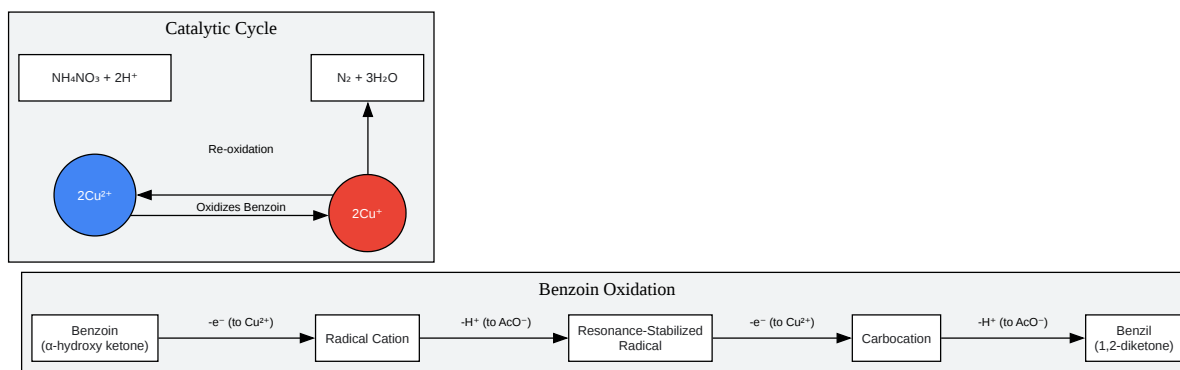 Catalytic Cycle
NH₄NO₃ + 2H⁺
N₂ + 3H₂O
Re-oxidation
2Cu²⁺
Oxidizes Benzoin
2Cu⁺
Benzoin Oxidation
Benzoin
(α-hydroxy ketone)
-e⁻ (to Cu²⁺)
Radical Cation
-H⁺ (to AcO⁻)
Resonance-Stabilized
Radical
-e⁻ (to Cu²⁺)
Carbocation
-H⁺ (to AcO⁻)
Benzil
(1,2-diketone)